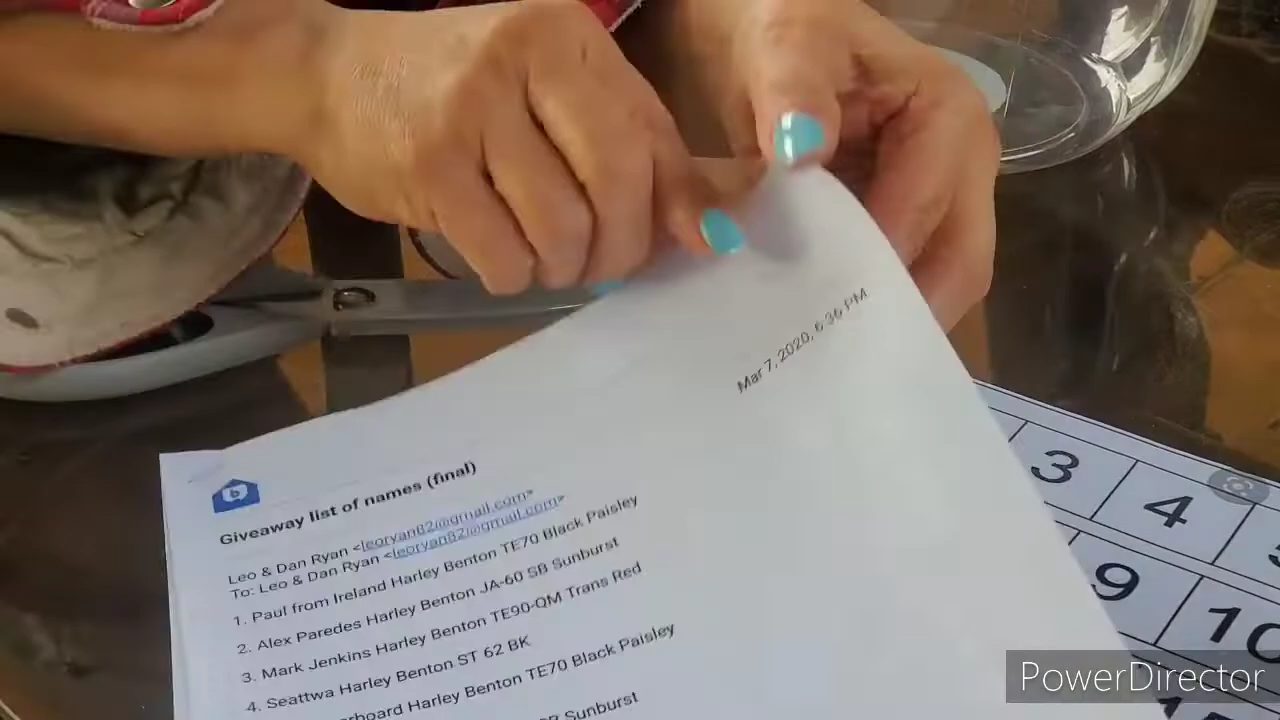 Mar 7, 2020, 6:36 PM
b
Giveaway list of names (final)
Leo & Dan Ryan <leoryan82@gmail.com>
To: Leo & Dan Ryan <leoryan82@gmail.com>
1. Paul from Ireland Harley Benton TE70 Black Paisley
2. Alex Paredes Harley Benton JA-60 SB Sunburst
3. Mark Jenkins Harley Benton TE90-QM Trans Red
4. Seattwa Harley Benton ST 62 BK
Harley Benton TE70 Black Paisley
Sunburst
3 4
9 10
PowerDirector